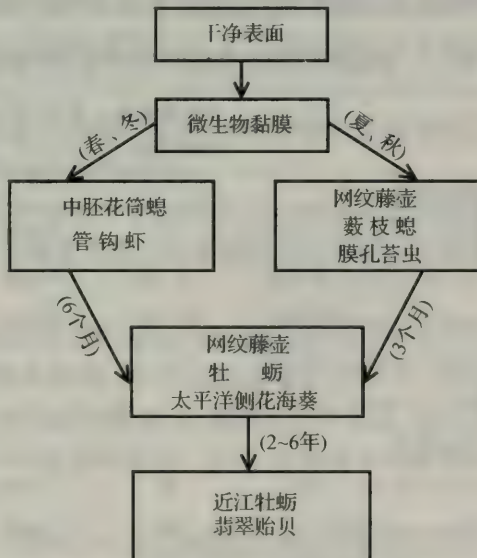 干净表面
微生物黏膜
(春、冬)
(夏、秋)
中胚花筒螅
管钩虾
网纹藤壶
薮枝螅
膜孔苔虫
(6个月)
(3个月)
网纹藤壶
牡 蛎
太平洋侧花海葵
(2~6年)
近江牡蛎
翡翠贻贝